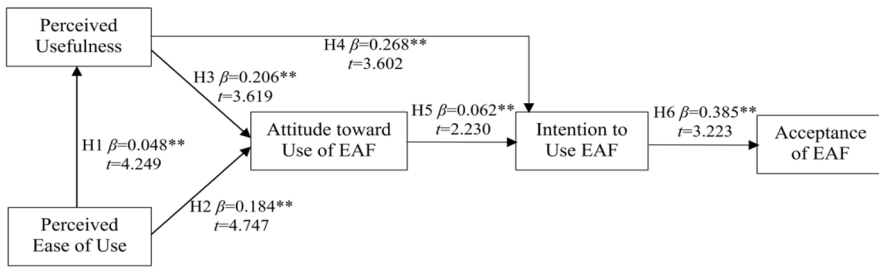 Perceived
Usefulness
H4 β=0.268**
t=3.602
H3 β=0.206**
t=3.619
H1 β=0.048**
t=4.249
Attitude toward
Use of EAF
H5 β=0.062**
t=2.230
Intention to
Use EAF
H6 β=0.385**
t=3.223
Acceptance
of EAF
H2 β=0.184**
t=4.747
Perceived
Ease of Use